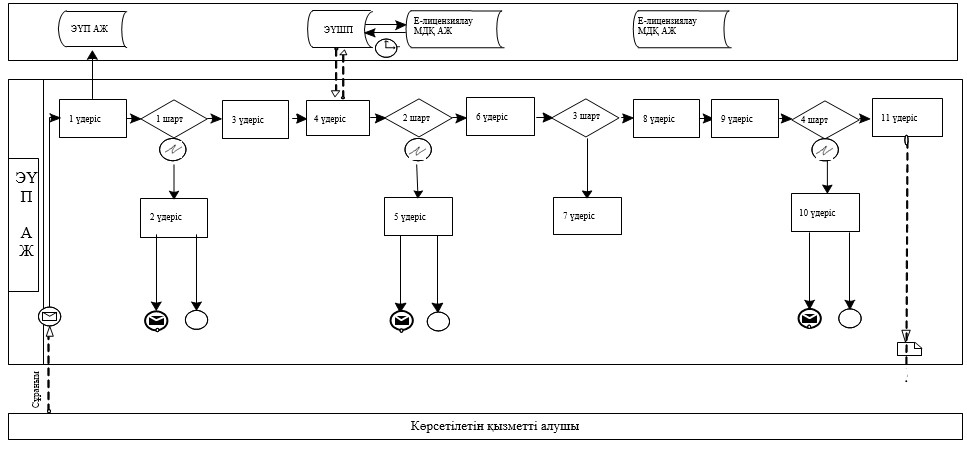 ЭҮП АЖ
ЭҮШП
Е-лицензиялау
МДҚ АЖ
Е-лицензиялау
МДҚ АЖ
1 үдеріс
1 шарт
3 үдеріс
4 үдеріс
2 шарт
6 үдеріс
3 шарт
8 үдеріс
9 үдеріс
4 шарт
11 үдеріс
ЭҮ
П
А
Ж
2 үдеріс
5 үдеріс
7 үдеріс
10 үдеріс
Сұраным
Көрсетілетін қызметті алушы